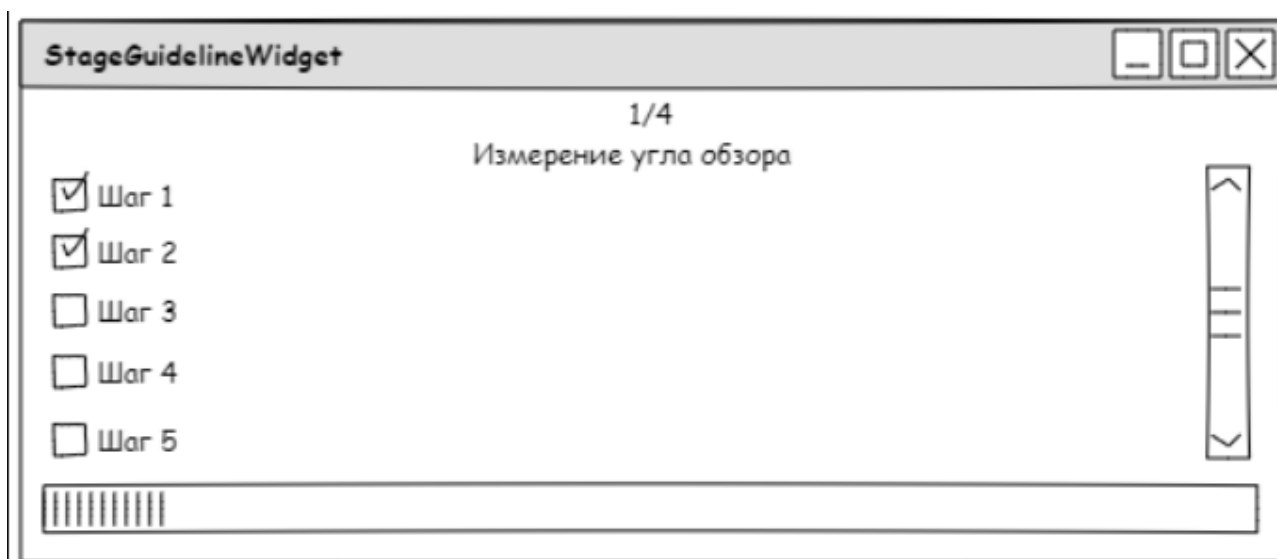 StageGuidelineWidget
1/4
Измерение угла обзора
Шаг 1
Шаг 2
Шаг 3
Шаг 4
Шаг 5